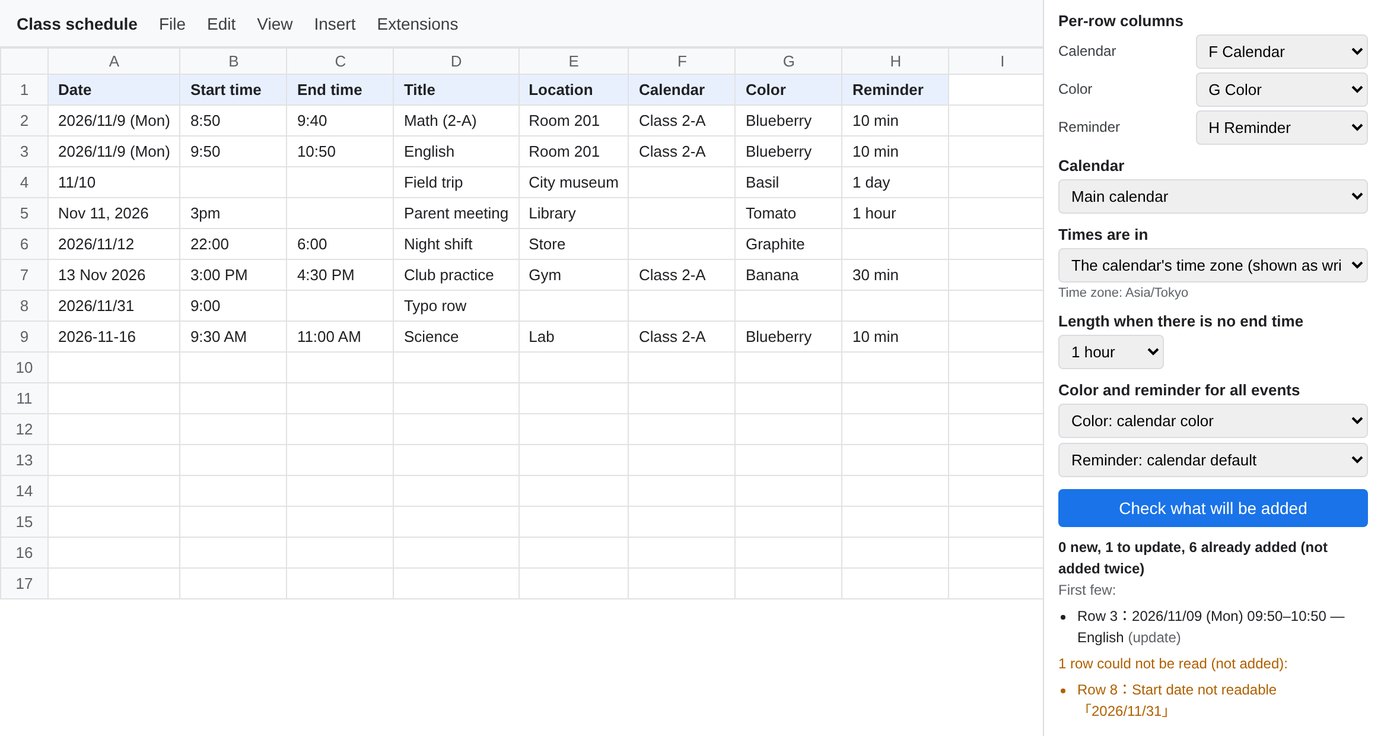 Class schedule File Edit View Insert Extensions
A B C D E F G H I
1 Date Start time End time Title Location Calendar Color Reminder
2 2026/11/9 (Mon) 8:50 9:40 Math (2-A) Room 201 Class 2-A Blueberry 10 min
3 2026/11/9 (Mon) 9:50 10:50 English Room 201 Class 2-A Blueberry 10 min
4 11/10 Field trip City museum Basil 1 day
5 Nov 11, 2026 3pm Parent meeting Library Tomato 1 hour
6 2026/11/12 22:00 6:00 Night shift Store Graphite
7 13 Nov 2026 3:00 PM 4:30 PM Club practice Gym Class 2-A Banana 30 min
8 2026/11/31 9:00 Typo row
9 2026-11-16 9:30 AM 11:00 AM Science Lab Class 2-A Blueberry 10 min
10
11
12
13
14
15
16
17
Per-row columns
Calendar F Calendar
Color G Color
Reminder H Reminder
Calendar
Main calendar
Times are in
The calendar's time zone (shown as wri
Time zone: Asia/Tokyo
Length when there is no end time
1 hour
Color and reminder for all events
Color: calendar color
Reminder: calendar default
Check what will be added
0 new, 1 to update, 6 already added (not
added twice)
First few:
• Row 3：2026/11/09 (Mon) 09:50–10:50 —
English (update)
1 row could not be read (not added):
• Row 8：Start date not readable
「2026/11/31」